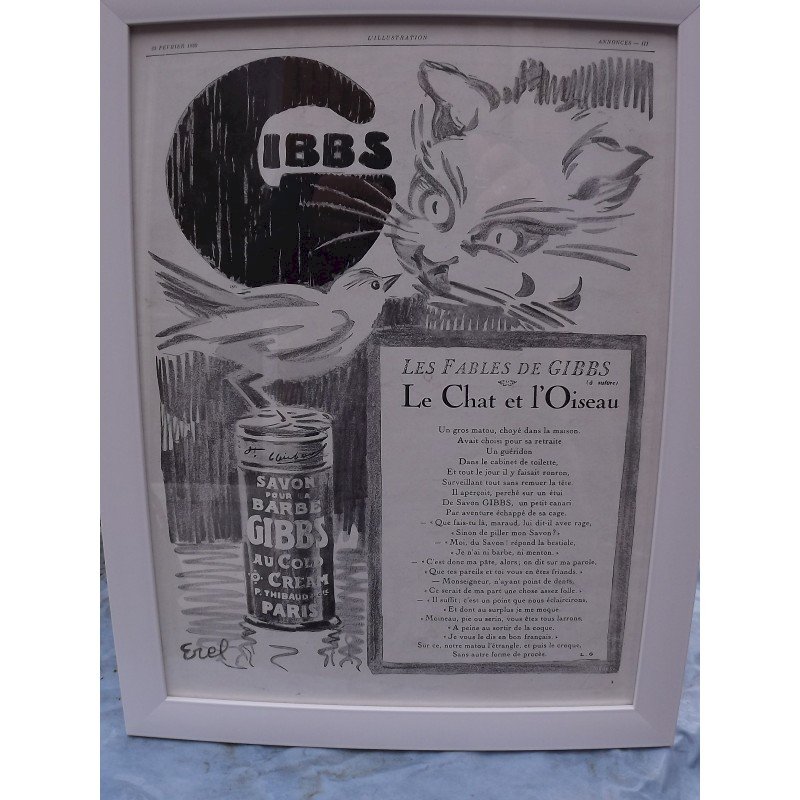 FÉVRIER
L'ILLUSTRATION
ANNONCES —
GIBBS
LES FABLES DE GIBBS
(à suivre)
Le Chat et l'Oiseau
Un gros matou, choyé dans la maison.
Avait choisi pour sa retraite
Un guéridon
Dans le cabinet de toilette,
Et tout le jour il y faisait ronron,
Surveillant tout sans remuer la tête.
Il aperçoit, perché sur un étui
De Savon GIBBS, un petit canari
Par aventure échappé de sa cage.
— « Que fais-tu là, maraud, lui dit-il avec rage,
« Sinon de piller mon Savon ? »
— « Moi, du Savon ! répond la bestiole,
« Je n'ai ni barbe, ni menton. »
— « C'est donc ma pâte, alors, on dit sur ma parole,
« Que tes pareils et toi vous en êtes friands. »
— Monseigneur, n'ayant point de dents,
« Ce serait de ma part une chose assez folle. »
— « Il suffit, c'est un point que nous éclaircirons,
« Et dont au surplus je me moque.
« Moineau, pie ou serin, vous êtes tous larrons.
« A peine au sortir de la coque.
« Je vous le dis en bon français. »
Sur ce, notre matou l'étrangle, et puis le croque,
Sans autre forme de procès.
L. G
SAVON
POUR LA
BARBE
GIBBS
AU COLD
CREAM
P. THIBAUD & CIE
PARIS
Erel